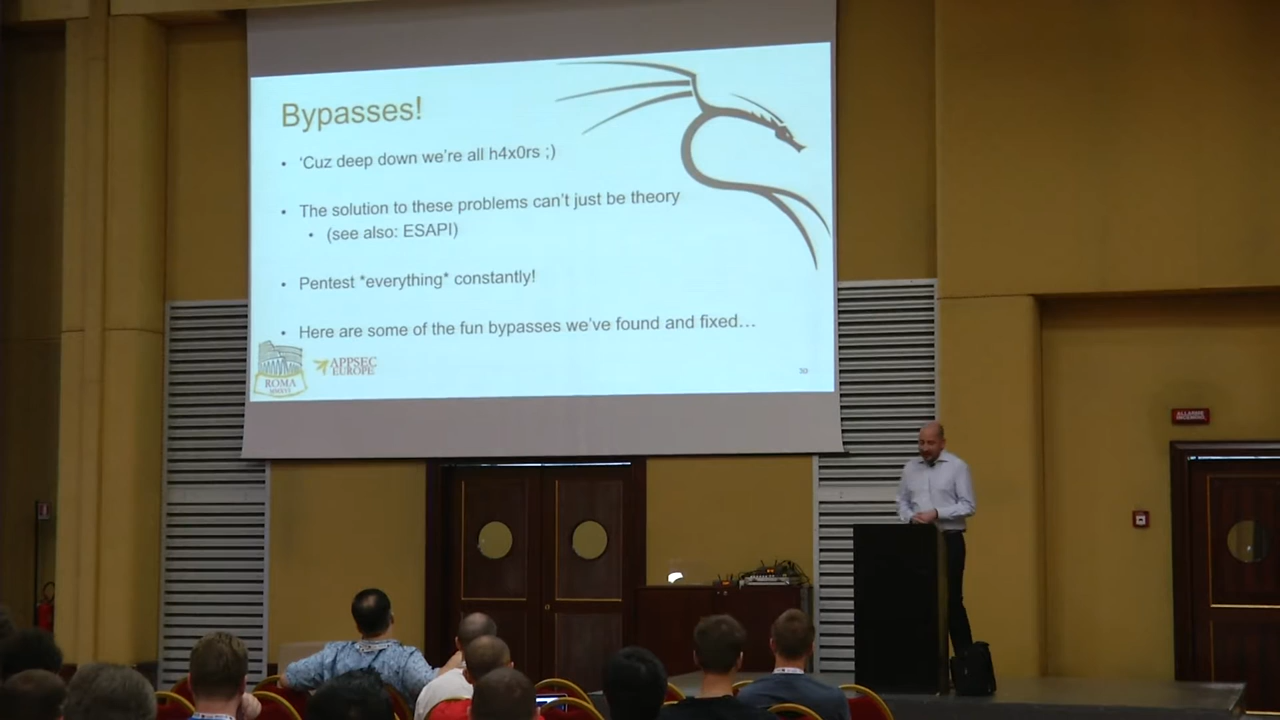 Bypasses!
• ‘Cuz deep down we’re all h4x0rs ;)
• The solution to these problems can’t just be theory
• (see also: ESAPI)
• Pentest *everything* constantly!
• Here are some of the fun bypasses we’ve found and fixed…
ROMA
APPSEC
EUROPE
30
ALLARME
INCENDIO